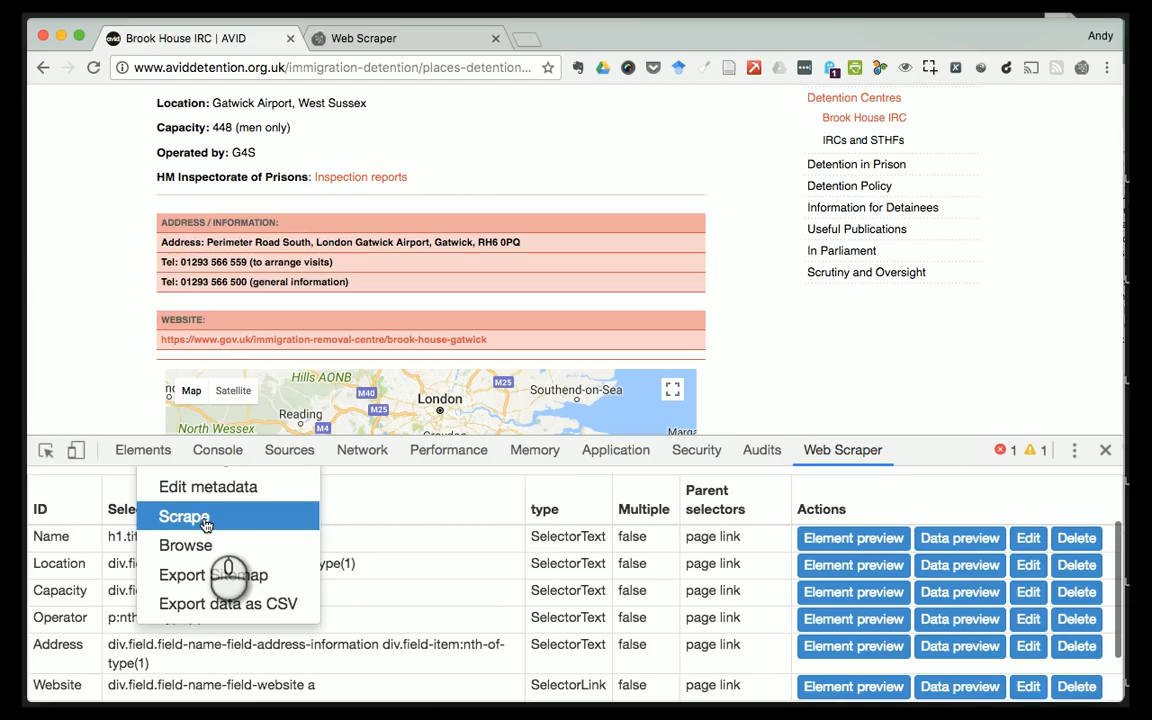 Brook House IRC | AVID
Web Scraper
Andy
www.aviddetention.org.uk/immigration-detention/places-detention...
1
Location: Gatwick Airport, West Sussex
Capacity: 448 (men only)
Operated by: G4S
HM Inspectorate of Prisons: Inspection reports
ADDRESS / INFORMATION:
Address: Perimeter Road South, London Gatwick Airport, Gatwick, RH6 0PQ
Tel: 01293 566 559 (to arrange visits)
Tel: 01293 566 500 (general information)
WEBSITE:
https://www.gov.uk/immigration-removal-centre/brook-house-gatwick
Detention Centres
Brook House IRC
IRCs and STHFs
Detention in Prison
Detention Policy
Information for Detainees
Useful Publications
In Parliament
Scrutiny and Oversight
Map Satellite
Hills AONB
M25
M40
M25
Southend-on-Sea
London
Reading
M4
North Wessex
Elements Console Sources Network Performance Memory Application Security Audits Web Scraper 1 1
Edit metadata
Scrape
Browse
Export Sitemap
Export data as CSV
ID type Multiple Parent selectors Actions
Name SelectorText false page link Element preview Data preview Edit Delete
Location SelectorText false page link Element preview Data preview Edit Delete
Capacity SelectorText false page link Element preview Data preview Edit Delete
Operator SelectorText false page link Element preview Data preview Edit Delete
Address div.field.field-name-field-address-information div.field-item:nth-of-type(1) SelectorText false page link Element preview Data preview Edit Delete
Website div.field.field-name-field-website a SelectorLink false page link Element preview Data preview Edit Delete